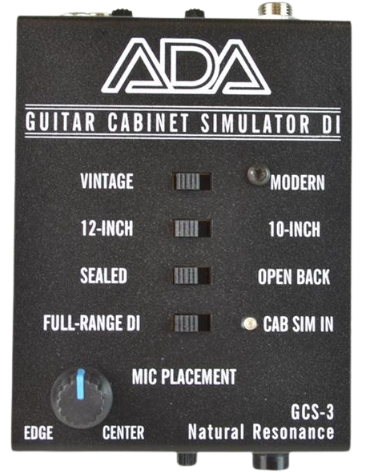 ADA
GUITAR CABINET SIMULATOR DI
VINTAGE MODERN
12-INCH 10-INCH
SEALED OPEN BACK
FULL-RANGE DI CAB SIM IN
MIC PLACEMENT
EDGE CENTER
GCS-3
Natural Resonance